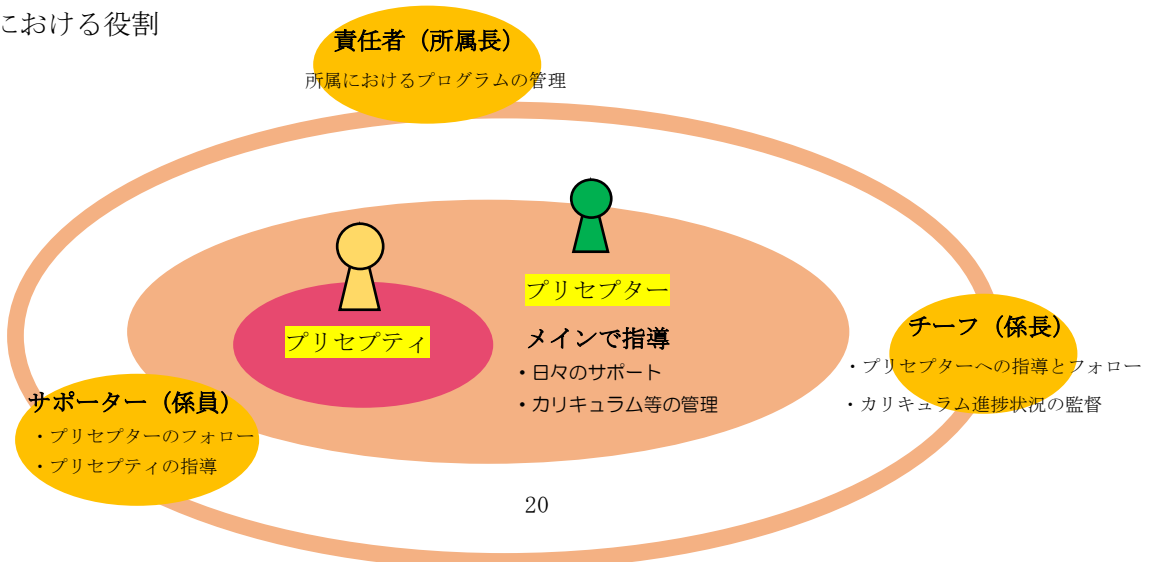 における役割
責任者（所属長）
所属におけるプログラムの管理
プリセプター
メインで指導
・日々のサポート
・カリキュラム等の管理
プリセプティ
チーフ（係長）
・プリセプターへの指導とフォロー
・カリキュラム進捗状況の監督
サポーター（係員）
・プリセプターのフォロー
・プリセプティの指導
20